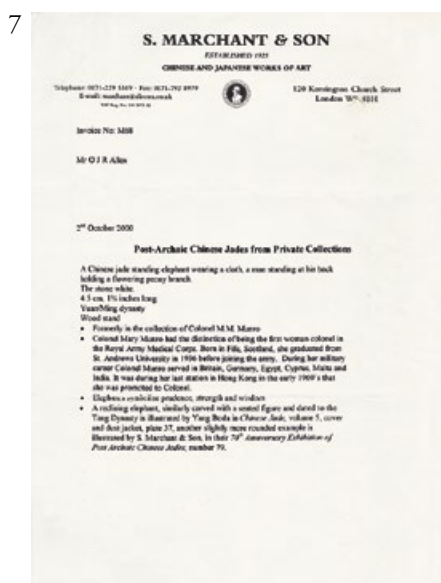 7
S. MARCHANT & SON
ESTABLISHED 1925
CHINESE AND JAPANESE WORKS OF ART
120 Kensington Church Street
London
Invoice No:
Mr O J R Allen
2nd October 2000
Post-Archaic Chinese Jades from Private Collections
A Chinese jade standing elephant wearing a cloth, a man standing at his back
holding a flowering peony branch.
The stone white.
4.5 cm, 1¾ inches long
Yuan/Ming dynasty
Wood stand
• Formerly in the collection of Colonel M.M. Munro
• Colonel Mary Munro had the distinction of being the first woman colonel in
the Royal Army Medical Corps. Born in Fife, Scotland, she graduated from
St. Andrews University in 1936 before joining the army. During her military
career Colonel Munro served in Britain, Germany, Egypt, Cyprus, Malta and
India. It was during her last station in Hong Kong in the early 1960's that
she was promoted to Colonel.
• Elephants symbolise prudence, strength and wisdom
• A reclining elephant, similarly carved with a seated figure and dated to the
Tang Dynasty is illustrated by Yang Boda in Chinese Jade, volume 5, cover
and dust jacket, plate 37, another slightly more rounded example is
illustrated by S. Marchant & Son, in their 70th Anniversary Exhibition of
Post Archaic Chinese Jades, number 79.